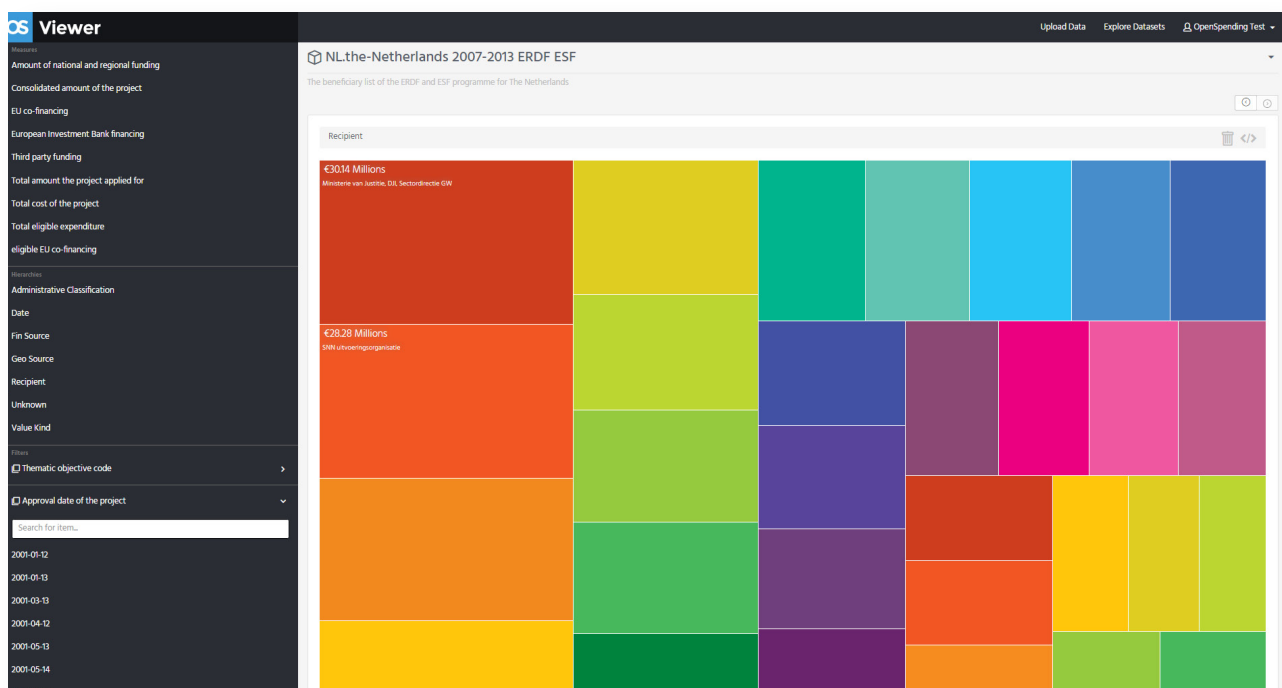 OS Viewer
Upload Data Explore Datasets OpenSpending Test
Measures
Amount of national and regional funding
Consolidated amount of the project
EU co-financing
European Investment Bank financing
Third party funding
Total amount the project applied for
Total cost of the project
Total eligible expenditure
eligible EU co-financing
Hierarchies
Administrative Classification
Date
Fin Source
Geo Source
Recipient
Unknown
Value Kind
Filters
Thematic objective code
Approval date of the project
Search for item...
2001-01-12
2001-01-13
2001-03-13
2001-04-12
2001-05-13
2001-05-14
NL.the-Netherlands 2007-2013 ERDF ESF
The beneficiary list of the ERDF and ESF programme for The Netherlands
Recipient
</>
€30.14 Millions
Ministerie van Justitie, DJI, Sectordirectie GW
€28.28 Millions
SNN uitvoeringsorganisatie